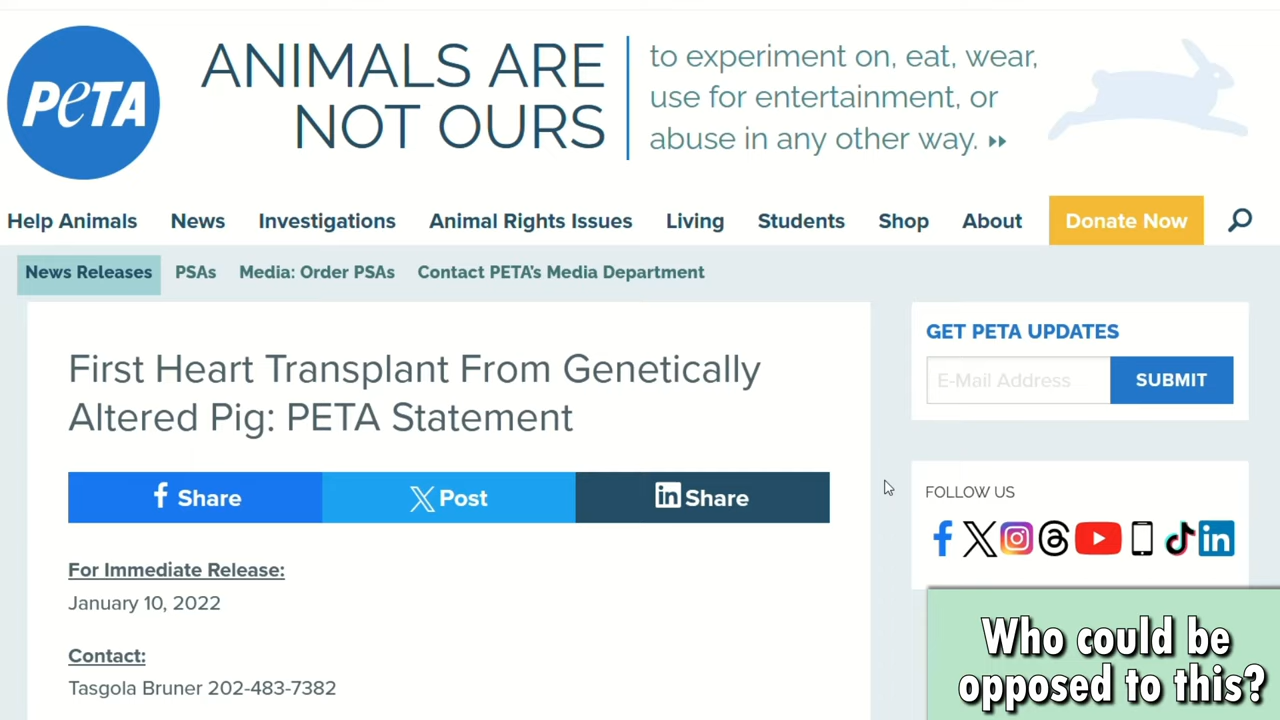 PETA
ANIMALS ARE
NOT OURS
to experiment on, eat, wear,
use for entertainment, or
abuse in any other way.
Help Animals News Investigations Animal Rights Issues Living Students Shop About Donate Now
News Releases PSAs Media: Order PSAs Contact PETA's Media Department
First Heart Transplant From Genetically
Altered Pig: PETA Statement
Share Post Share
For Immediate Release:
January 10, 2022
Contact:
Tasgola Bruner 202-483-7382
GET PETA UPDATES
E-Mail Address SUBMIT
FOLLOW US
Who could be
opposed to this?